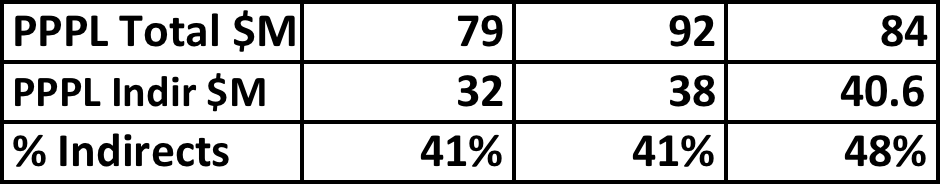 PPPL Total $M 79 92 84
PPPL Indir $M 32 38 40.6
% Indirects 41% 41% 48%